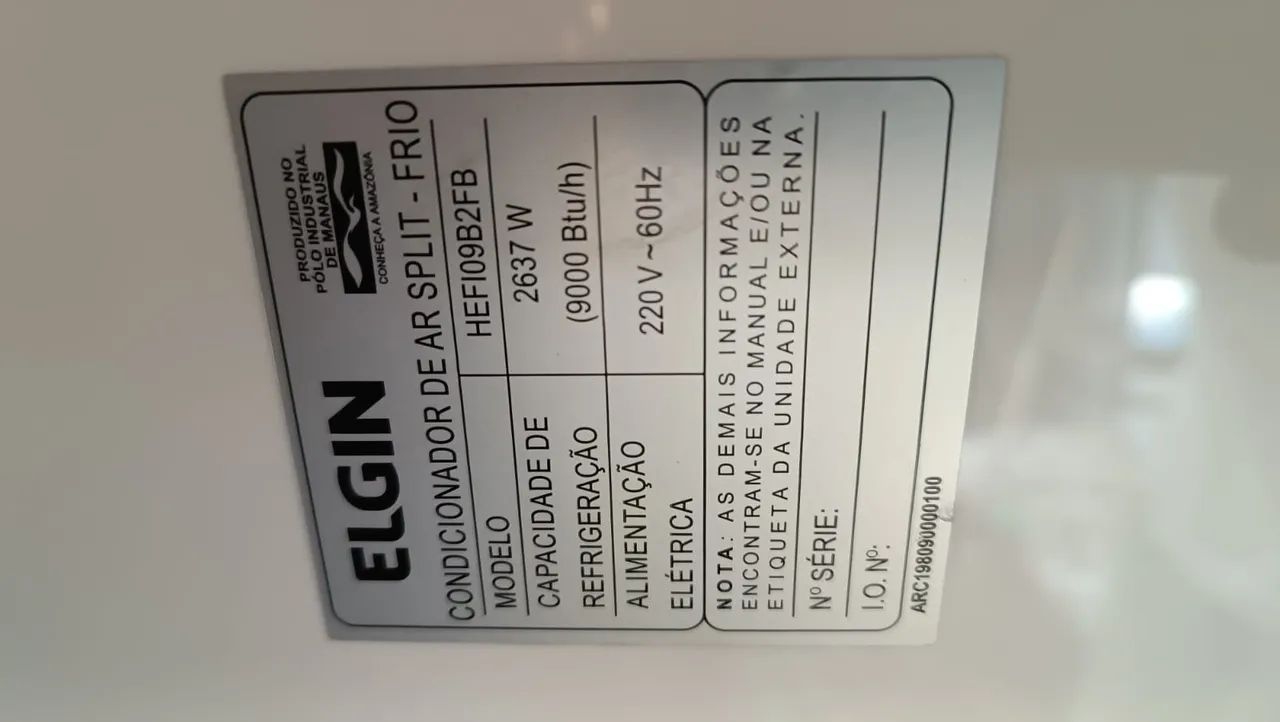 ELGIN
PRODUZIDO NO
PÓLO INDUSTRIAL
DE MANAUS
CONHEÇA A AMAZÔNIA
CONDICIONADOR DE AR SPLIT - FRIO
MODELO HEFI09B2FB
CAPACIDADE DE 2637 W
REFRIGERAÇÃO (9000 Btu/h)
ALIMENTAÇÃO
ELÉTRICA 220 V ~ 60Hz
NOTA: AS DEMAIS INFORMAÇÕES
ENCONTRAM-SE NO MANUAL E/OU NA
ETIQUETA DA UNIDADE EXTERNA.
Nº SÉRIE:
I.O. Nº:
ARC198090000100